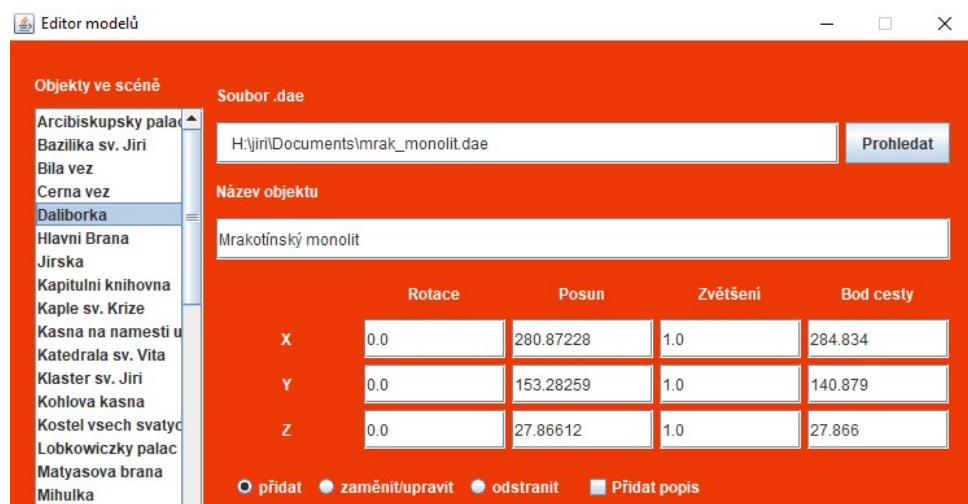 Editor modelů
Objekty ve scéně
Arcibiskupsky palac
Bazilika sv. Jiri
Bila vez
Cerna vez
Daliborka
Hlavni Brana
Jirska
Kapitulni knihovna
Kaple sv. Krize
Kasna na namesti u
Katedrala sv. Vita
Klaster sv. Jiri
Kohlova kasna
Kostel vsech svatyc
Lobkowiczky palac
Matyasova brana
Mihulka
Soubor .dae
H:\jiri\Documents\mrak_monolit.dae
Prohledat
Název objektu
Mrakotínský monolit
Rotace Posun Zvětšení Bod cesty
X 0.0 280.87228 1.0 284.834
Y 0.0 153.28259 1.0 140.879
Z 0.0 27.86612 1.0 27.866
přidat zaměnit/upravit odstranit Přidat popis